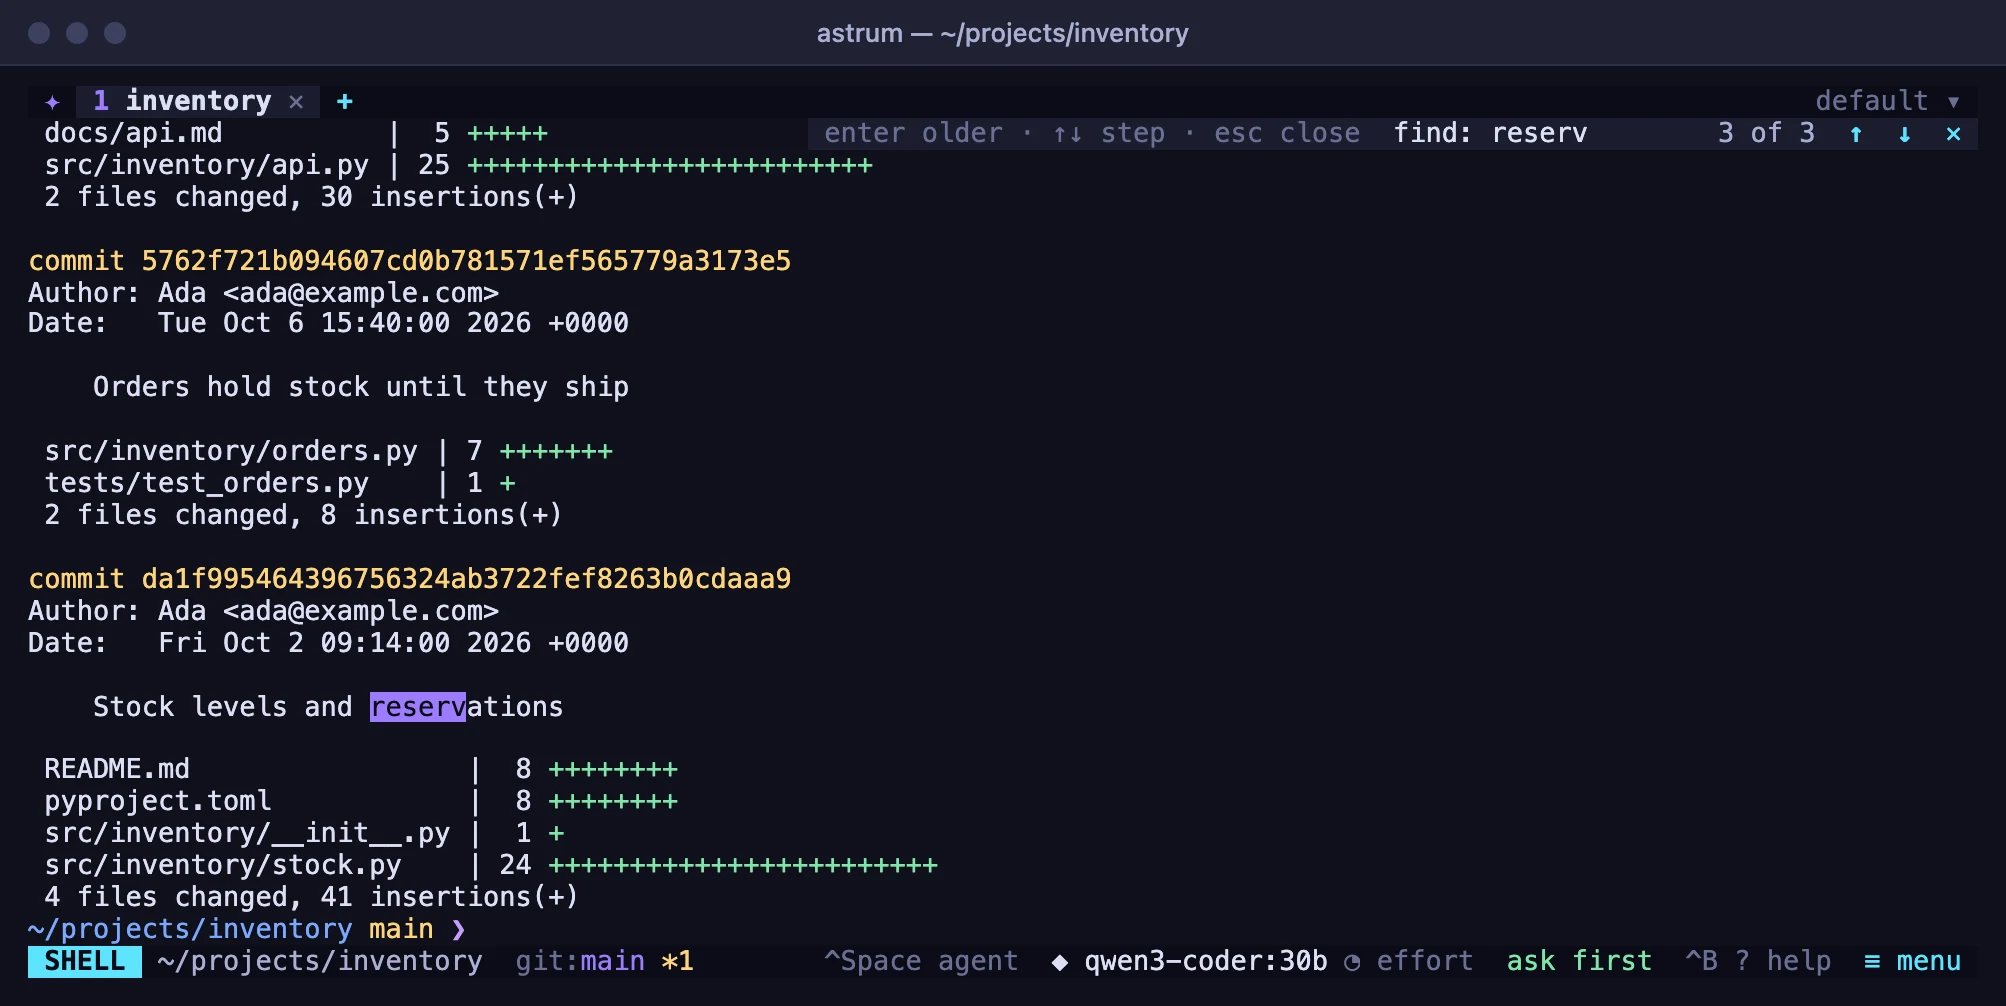 astrum — ~/projects/inventory
✦ 1 inventory × + default ▾
docs/api.md | 5 +++++ enter older · ↑↓ step · esc close find: reserv 3 of 3 ↑ ↓ ×
src/inventory/api.py | 25 +++++++++++++++++++++++++
2 files changed, 30 insertions(+)
commit 5762f721b094607cd0b781571ef565779a3173e5
Author: Ada <ada@example.com>
Date: Tue Oct 6 15:40:00 2026 +0000
Orders hold stock until they ship
src/inventory/orders.py | 7 +++++++
tests/test_orders.py | 1 +
2 files changed, 8 insertions(+)
commit da1f995464396756324ab3722fef8263b0cdaaa9
Author: Ada <ada@example.com>
Date: Fri Oct 2 09:14:00 2026 +0000
Stock levels and reservations
README.md | 8 ++++++++
pyproject.toml | 8 ++++++++
src/inventory/__init__.py | 1 +
src/inventory/stock.py | 24 ++++++++++++++++++++++++
4 files changed, 41 insertions(+)
~/projects/inventory main ❯
SHELL ~/projects/inventory git:main *1 ^Space agent ◆ qwen3-coder:30b ◔ effort ask first ^B ? help ≡ menu